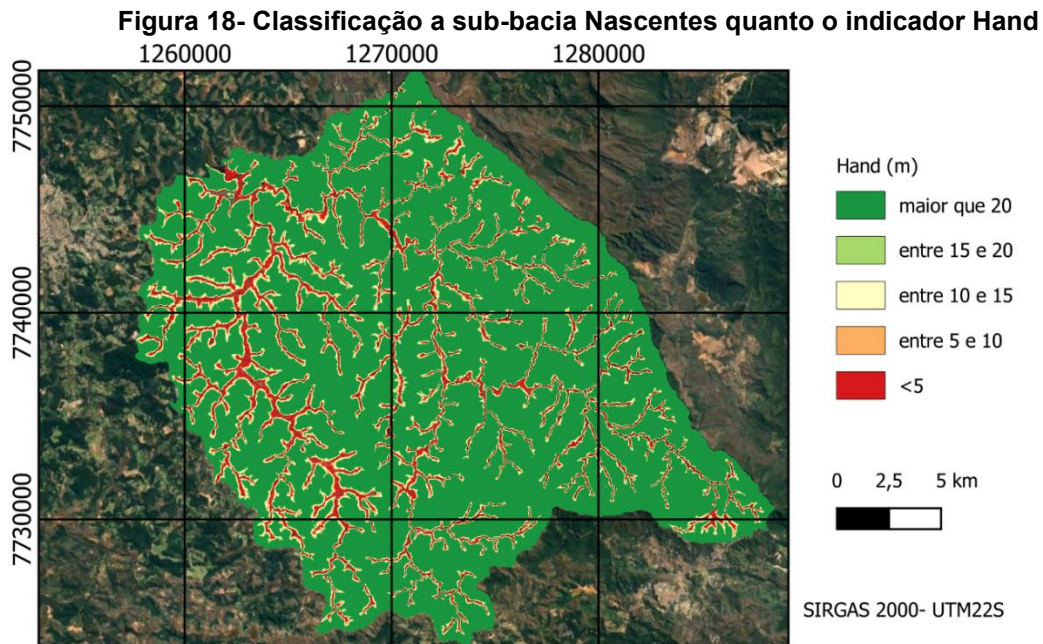 Figura 18- Classificação a sub-bacia Nascentes quanto o indicador Hand
1260000 1270000 1280000
7750000
7740000
7730000
Hand (m)
maior que 20
entre 15 e 20
entre 10 e 15
entre 5 e 10
<5
0 2,5 5 km
SIRGAS 2000- UTM22S